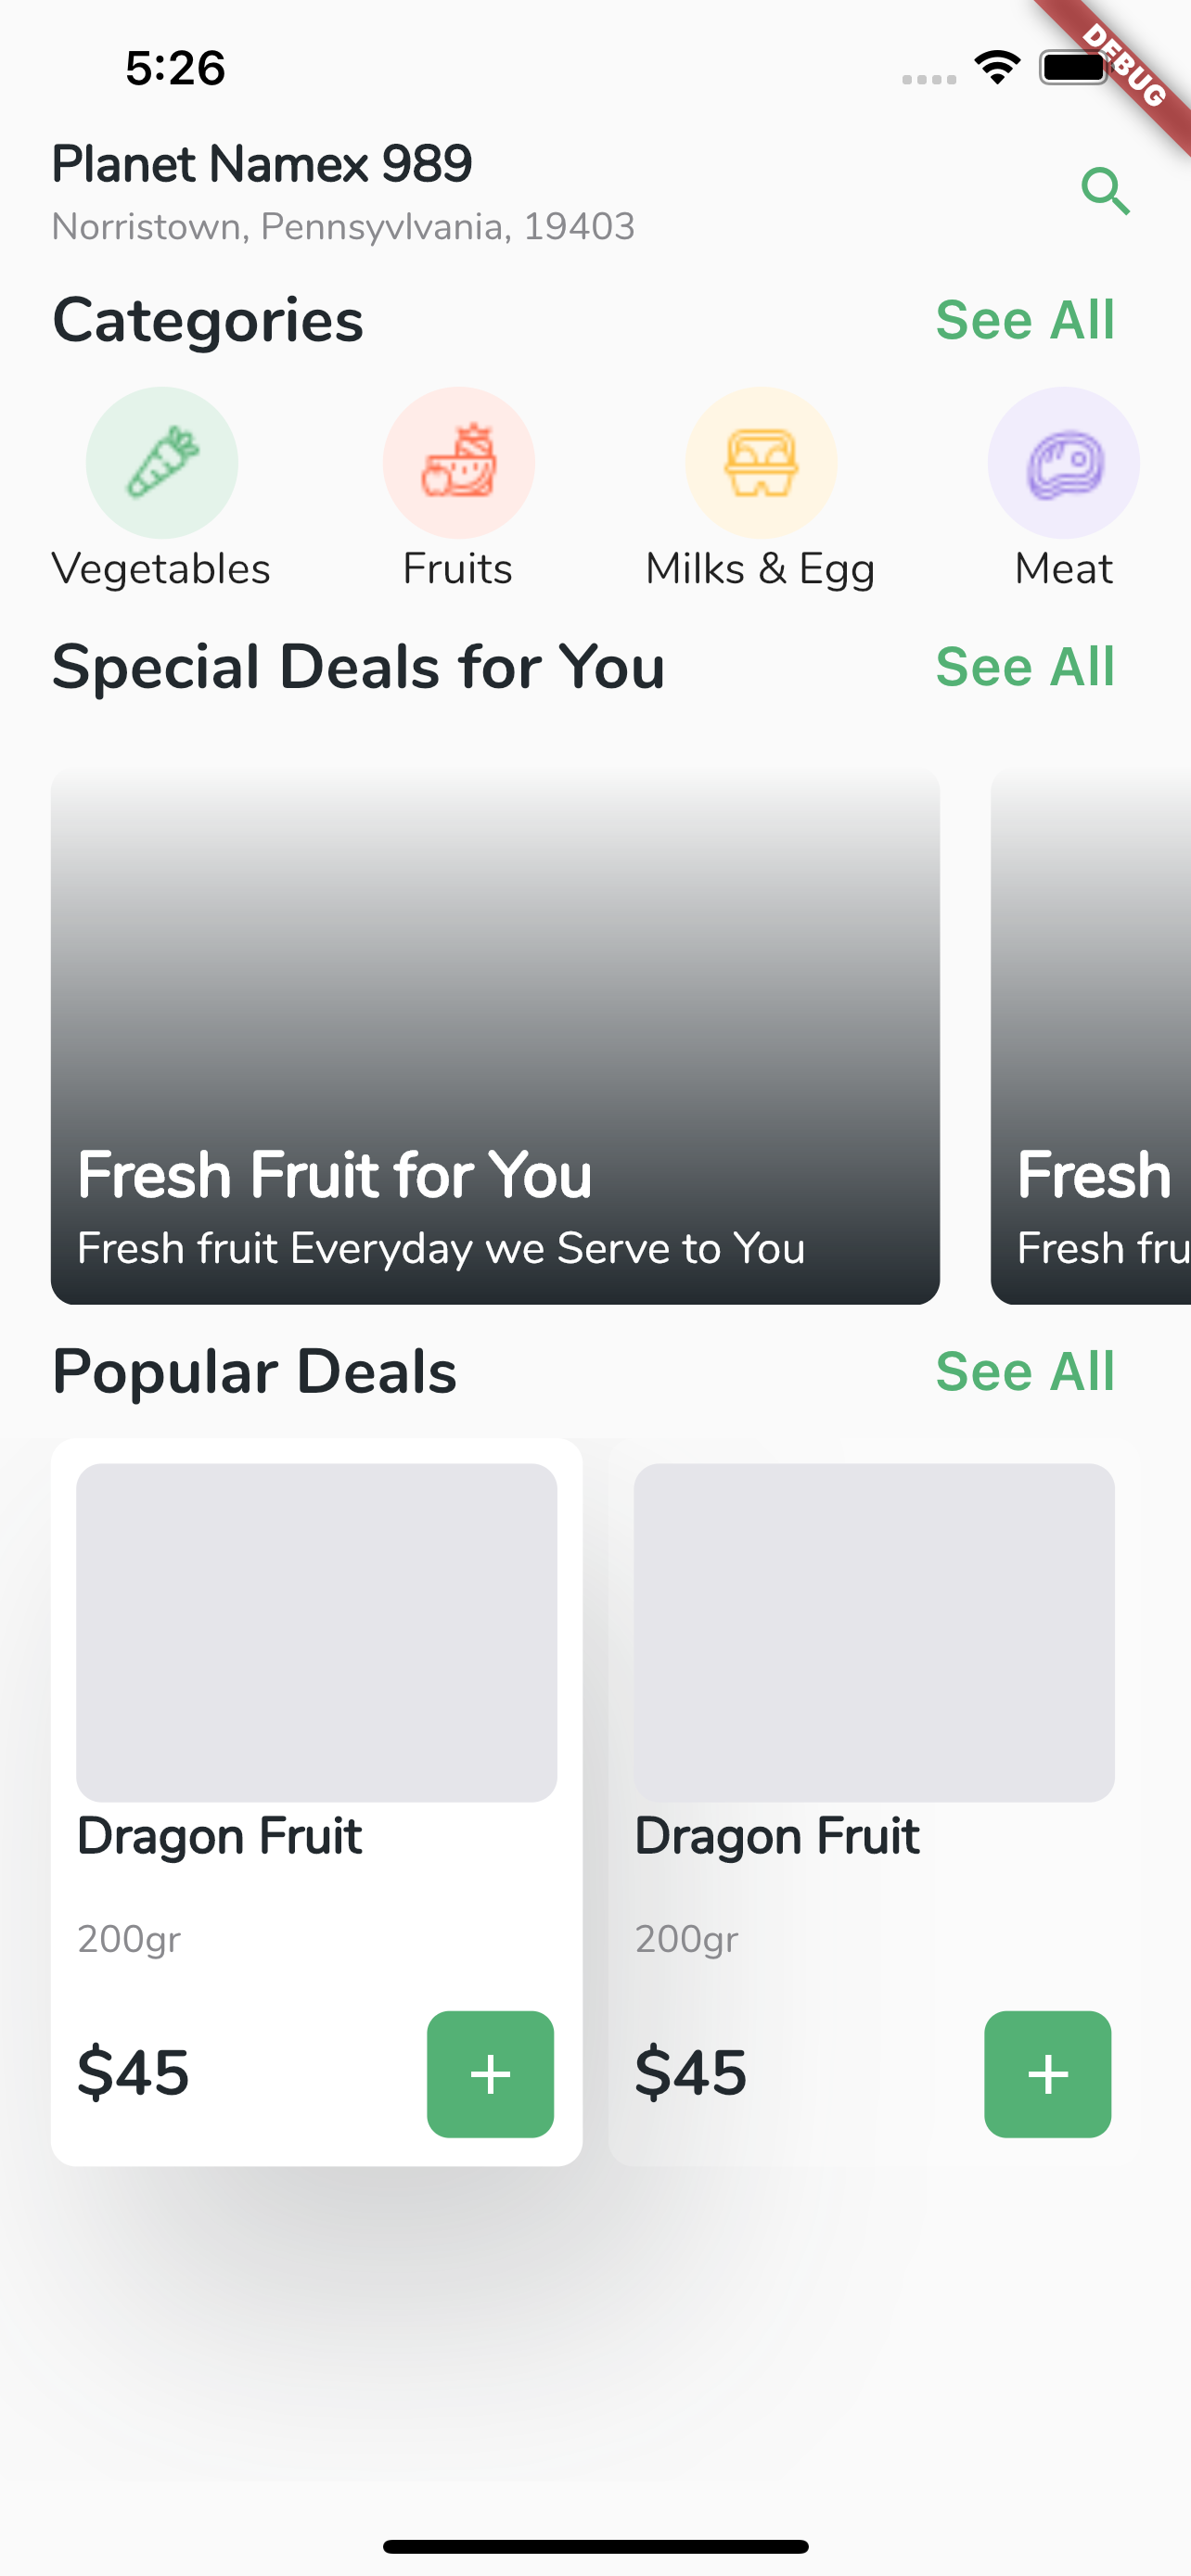 5:26
DEBUG
Planet Namex 989
Norristown, Pennsyvlvania, 19403
Categories See All
Vegetables Fruits Milks & Egg Meat
Special Deals for You See All
Fresh Fruit for You Fresh
Fresh fruit Everyday we Serve to You Fresh fru
Popular Deals See All
Dragon Fruit Dragon Fruit
200gr 200gr
$45 + $45 +